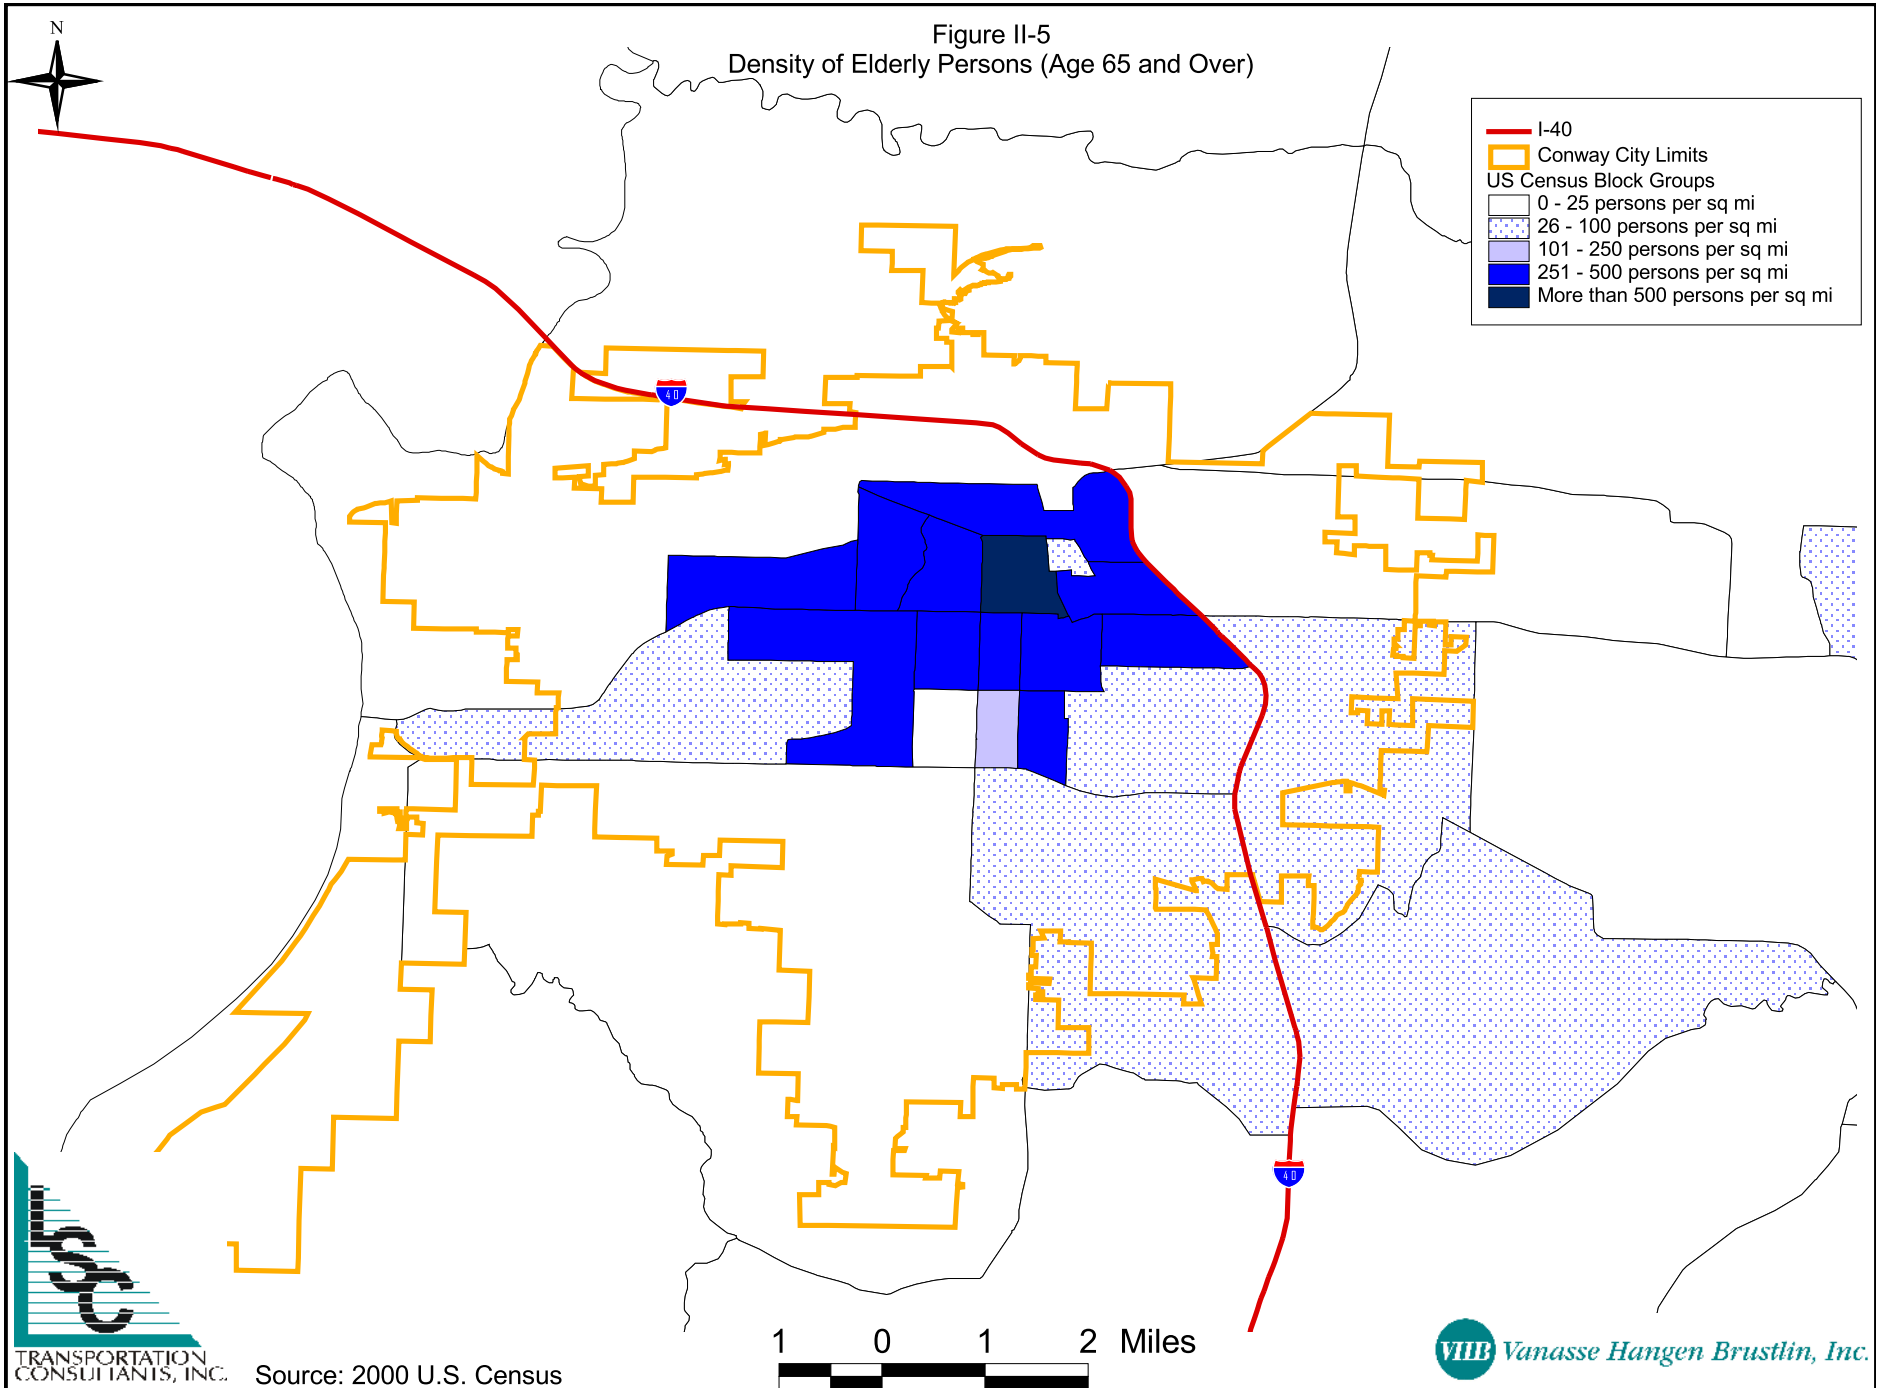 N
Figure II-5
Density of Elderly Persons (Age 65 and Over)
I-40
Conway City Limits
US Census Block Groups
0 - 25 persons per sq mi
26 - 100 persons per sq mi
101 - 250 persons per sq mi
251 - 500 persons per sq mi
More than 500 persons per sq mi
40
40
LSC
TRANSPORTATION
CONSULTANTS, INC.
Source: 2000 U.S. Census
1 0 1 2 Miles
VHB Vanasse Hangen Brustlin, Inc.